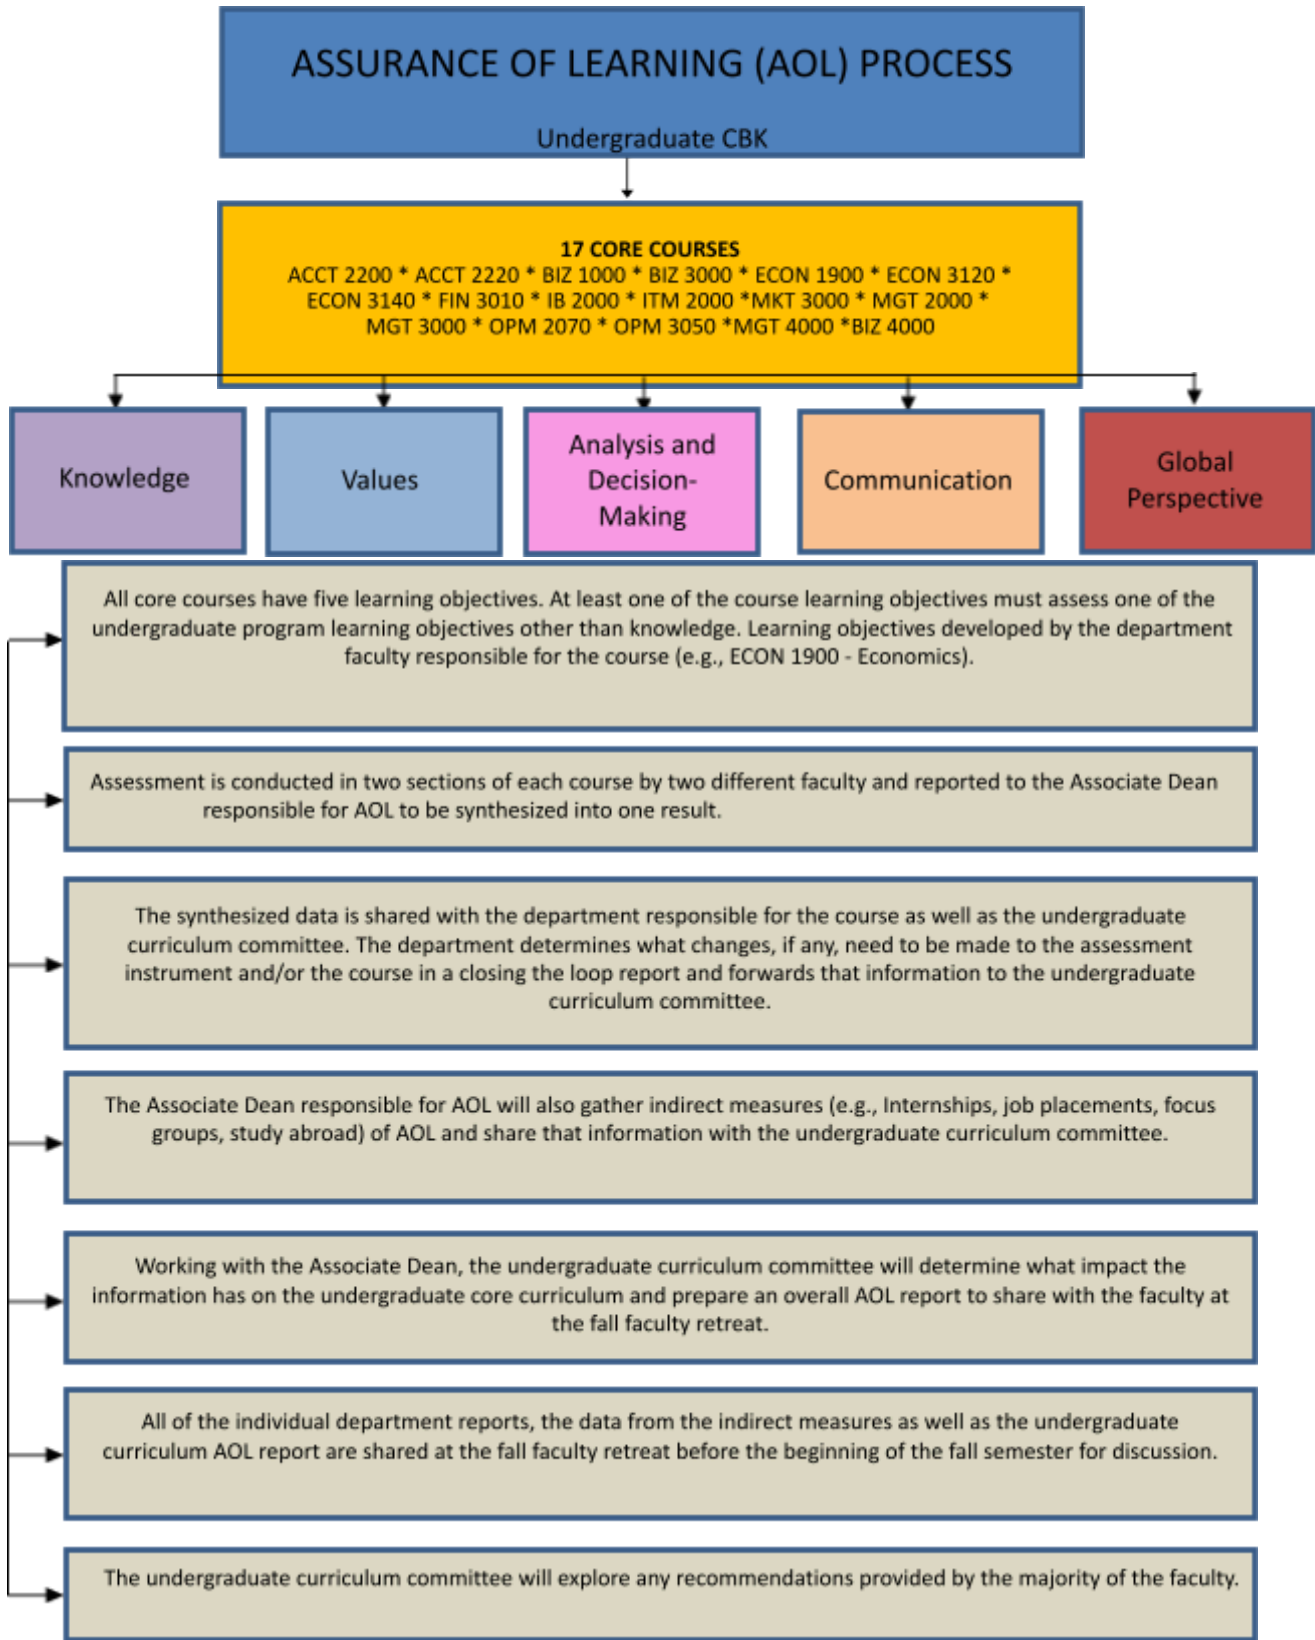 ASSURANCE OF LEARNING (AOL) PROCESS
Undergraduate CBK
17 CORE COURSES
ACCT 2200 * ACCT 2220 * BIZ 1000 * BIZ 3000 * ECON 1900 * ECON 3120 *
ECON 3140 * FIN 3010 * IB 2000 * ITM 2000 *MKT 3000 * MGT 2000 *
MGT 3000 * OPM 2070 * OPM 3050 *MGT 4000 *BIZ 4000
Knowledge
Values
Analysis and
Decision-
Making
Communication
Global
Perspective
All core courses have five learning objectives. At least one of the course learning objectives must assess one of the
undergraduate program learning objectives other than knowledge. Learning objectives developed by the department
faculty responsible for the course (e.g., ECON 1900 - Economics).
Assessment is conducted in two sections of each course by two different faculty and reported to the Associate Dean
responsible for AOL to be synthesized into one result.
The synthesized data is shared with the department responsible for the course as well as the undergraduate
curriculum committee. The department determines what changes, if any, need to be made to the assessment
instrument and/or the course in a closing the loop report and forwards that information to the undergraduate
curriculum committee.
The Associate Dean responsible for AOL will also gather indirect measures (e.g., Internships, job placements, focus
groups, study abroad) of AOL and share that information with the undergraduate curriculum committee.
Working with the Associate Dean, the undergraduate curriculum committee will determine what impact the
information has on the undergraduate core curriculum and prepare an overall AOL report to share with the faculty at
the fall faculty retreat.
All of the individual department reports, the data from the indirect measures as well as the undergraduate
curriculum AOL report are shared at the fall faculty retreat before the beginning of the fall semester for discussion.
The undergraduate curriculum committee will explore any recommendations provided by the majority of the faculty.